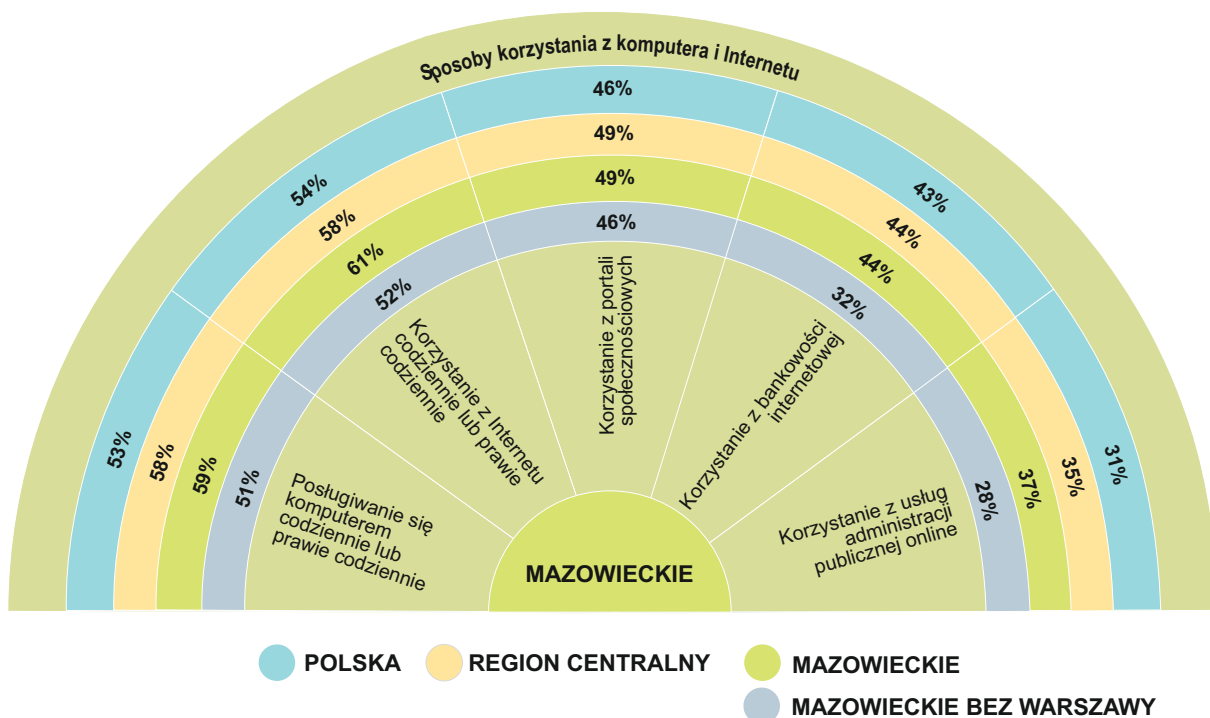 Sposoby korzystania z komputera i Internetu
46%
49%
49%
46%
54%
58%
61%
52%
43%
44%
44%
32%
53%
58%
59%
51%
31%
35%
37%
28%
Posługiwanie się
komputerem
codziennie lub
prawie codziennie
Korzystanie z Internetu
codziennie lub prawie
codziennie
Korzystanie z portali
społecznościowych
Korzystanie z bankowości
internetowej
Korzystanie z usług
administracji
publicznej online
MAZOWIECKIE
POLSKA
REGION CENTRALNY
MAZOWIECKIE
MAZOWIECKIE BEZ WARSZAWY